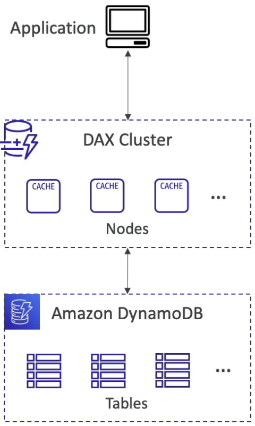 Application
DAX Cluster
CACHE CACHE CACHE ...
Nodes
Amazon DynamoDB
...
Tables